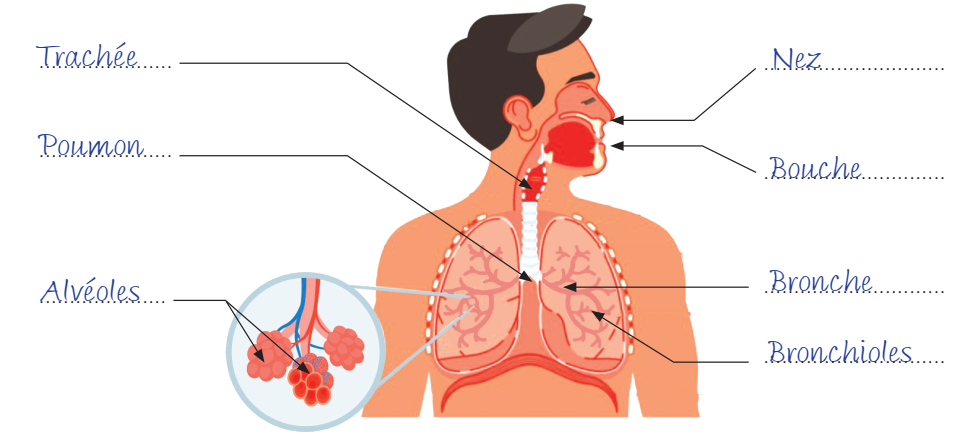 Trachée
Poumon
Alvéoles
Nez
Bouche
Bronche
Bronchioles